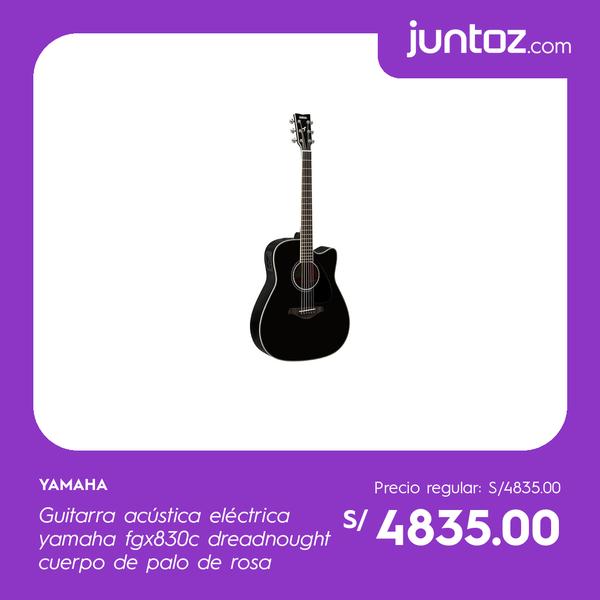 juntoz.com
YAMAHA
Guitarra acústica eléctrica
yamaha fgx830c dreadnought
cuerpo de palo de rosa
Precio regular: S/4835.00
S/ 4835.00